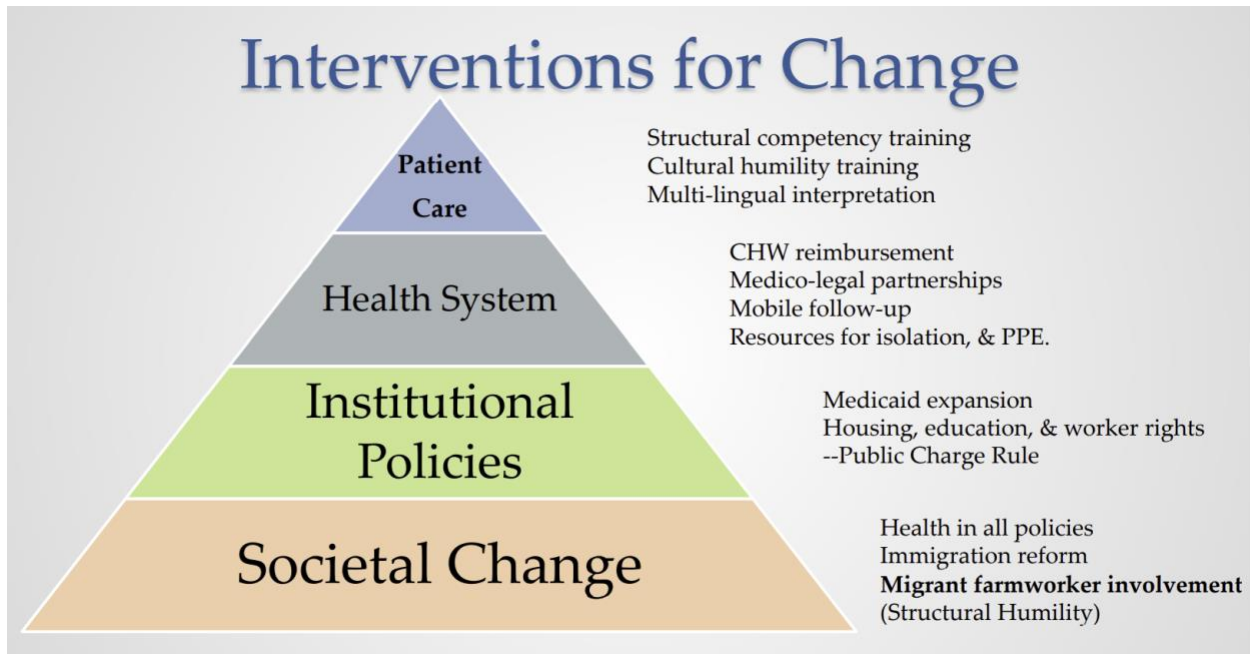 Interventions for Change
Patient
Care
Structural competency training
Cultural humility training
Multi-lingual interpretation
Health System
CHW reimbursement
Medico-legal partnerships
Mobile follow-up
Resources for isolation, & PPE.
Institutional
Policies
Medicaid expansion
Housing, education, & worker rights
--Public Charge Rule
Societal Change
Health in all policies
Immigration reform
Migrant farmworker involvement
(Structural Humility)